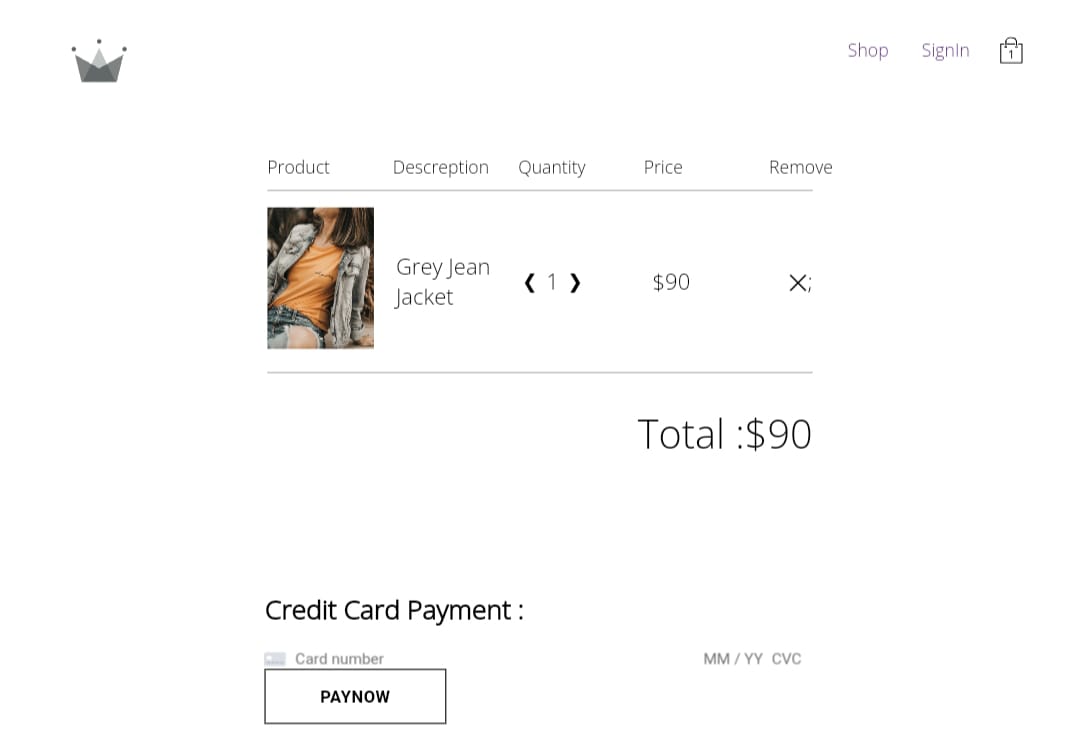 Shop SignIn 1
Product Descreption Quantity Price Remove
Grey Jean
Jacket
❮ 1 ❯ $90 ✕;
Total :$90
Credit Card Payment :
Card number MM / YY CVC
PAYNOW